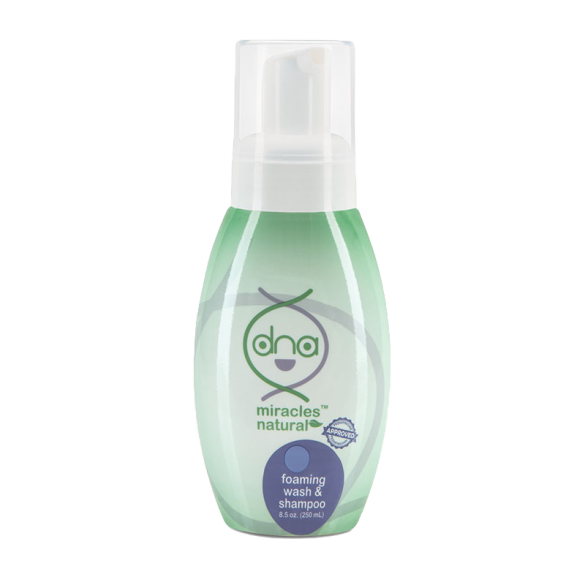 dna
miracles™
natural
APPROVED
foaming
wash &
shampoo
8.5 oz. (250 mL)